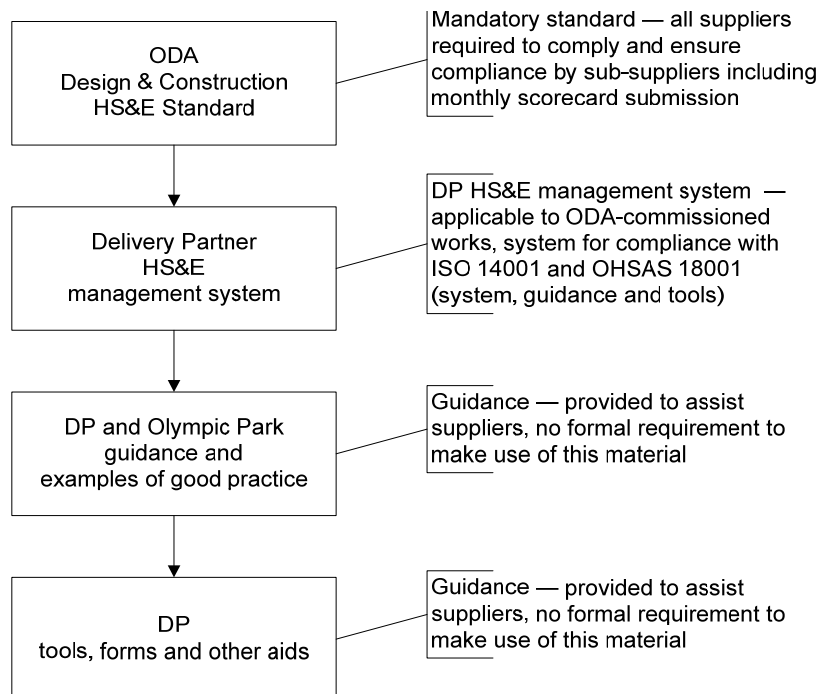 ODA
Design & Construction
HS&E Standard
Mandatory standard — all suppliers
required to comply and ensure
compliance by sub-suppliers including
monthly scorecard submission
Delivery Partner
HS&E
management system
DP HS&E management system —
applicable to ODA-commissioned
works, system for compliance with
ISO 14001 and OHSAS 18001
(system, guidance and tools)
DP and Olympic Park
guidance and
examples of good practice
Guidance — provided to assist
suppliers, no formal requirement to
make use of this material
DP
tools, forms and other aids
Guidance — provided to assist
suppliers, no formal requirement to
make use of this material